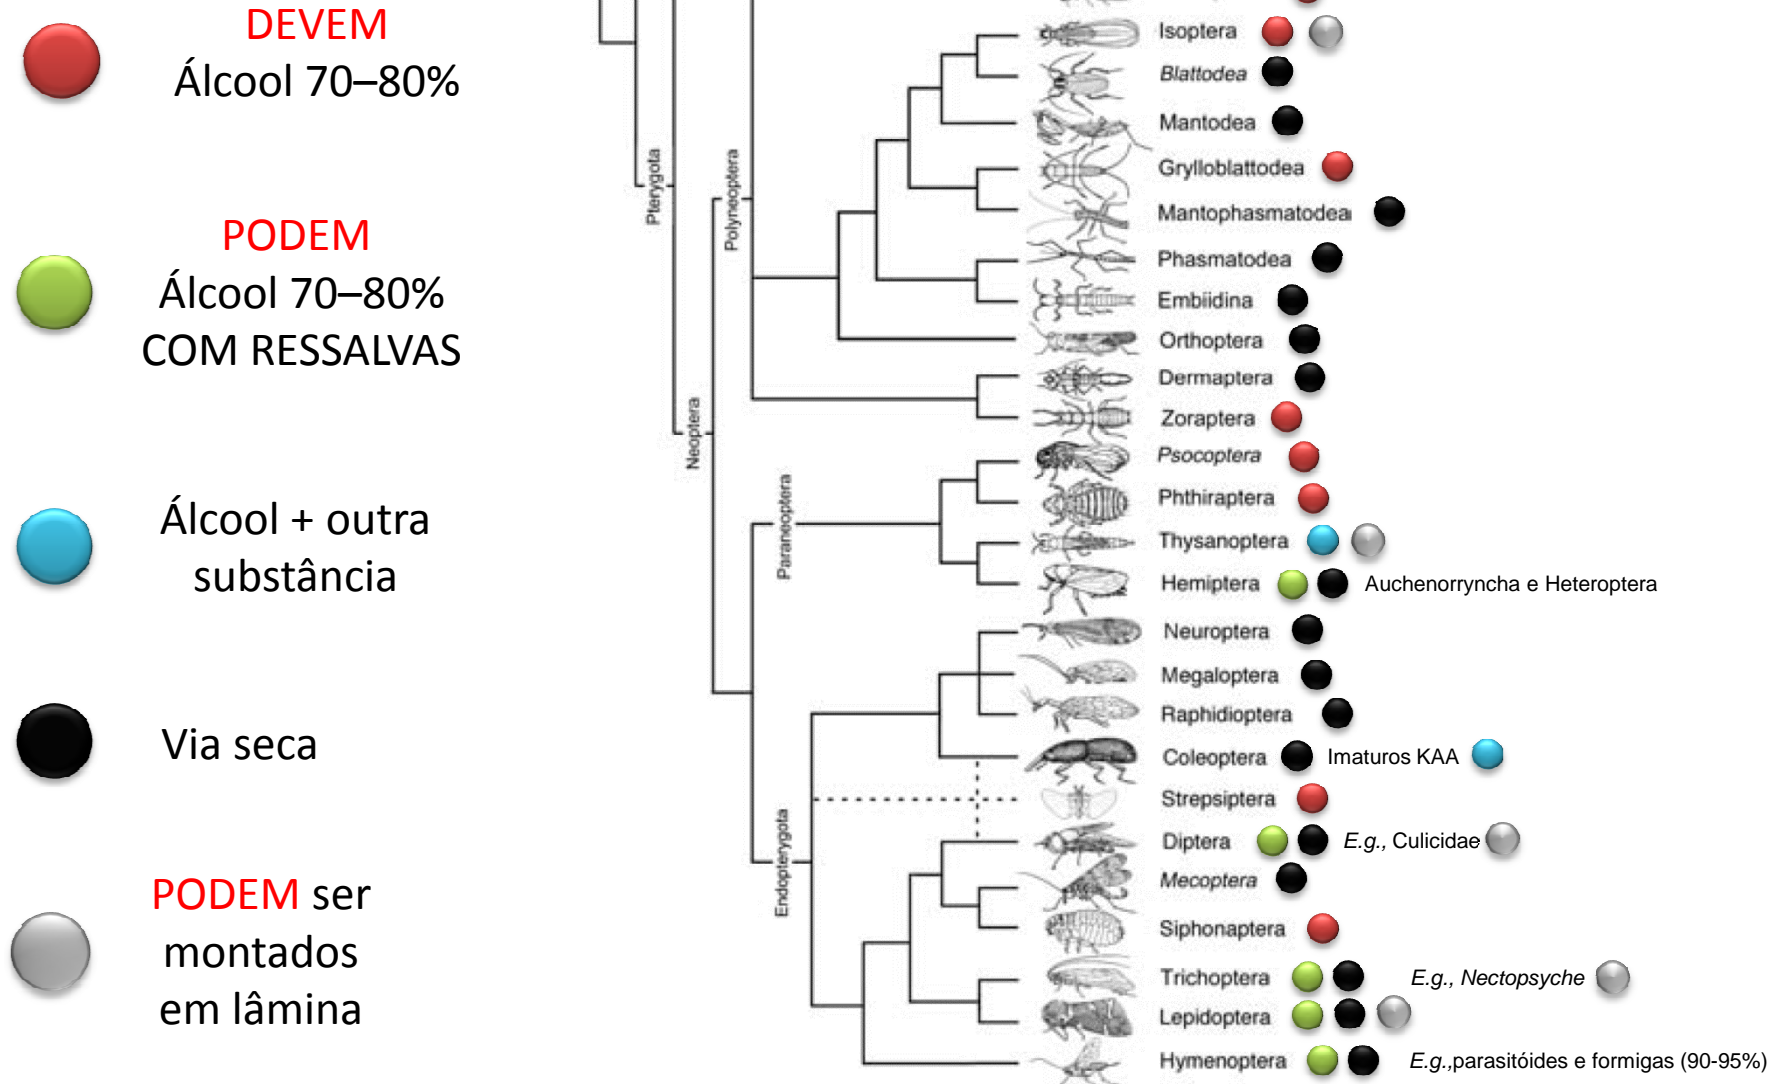 DEVEM
Álcool 70–80%
PODEM
Álcool 70–80%
COM RESSALVAS
Álcool + outra
substância
Via seca
PODEM ser
montados
em lâmina
Pterygota
Neoptera
Polyneoptera
Paraneoptera
Endopterygota
Isoptera
Blattodea
Mantodea
Grylloblattodea
Mantophasmatodea
Phasmatodea
Embiidina
Orthoptera
Dermaptera
Zoraptera
Psocoptera
Phthiraptera
Thysanoptera
Hemiptera Auchenorryncha e Heteroptera
Neuroptera
Megaloptera
Raphidioptera
Coleoptera Imaturos KAA
Strepsiptera
Diptera E.g., Culicidae
Mecoptera
Siphonaptera
Trichoptera E.g., Nectopsyche
Lepidoptera
Hymenoptera E.g.,parasitóides e formigas (90-95%)